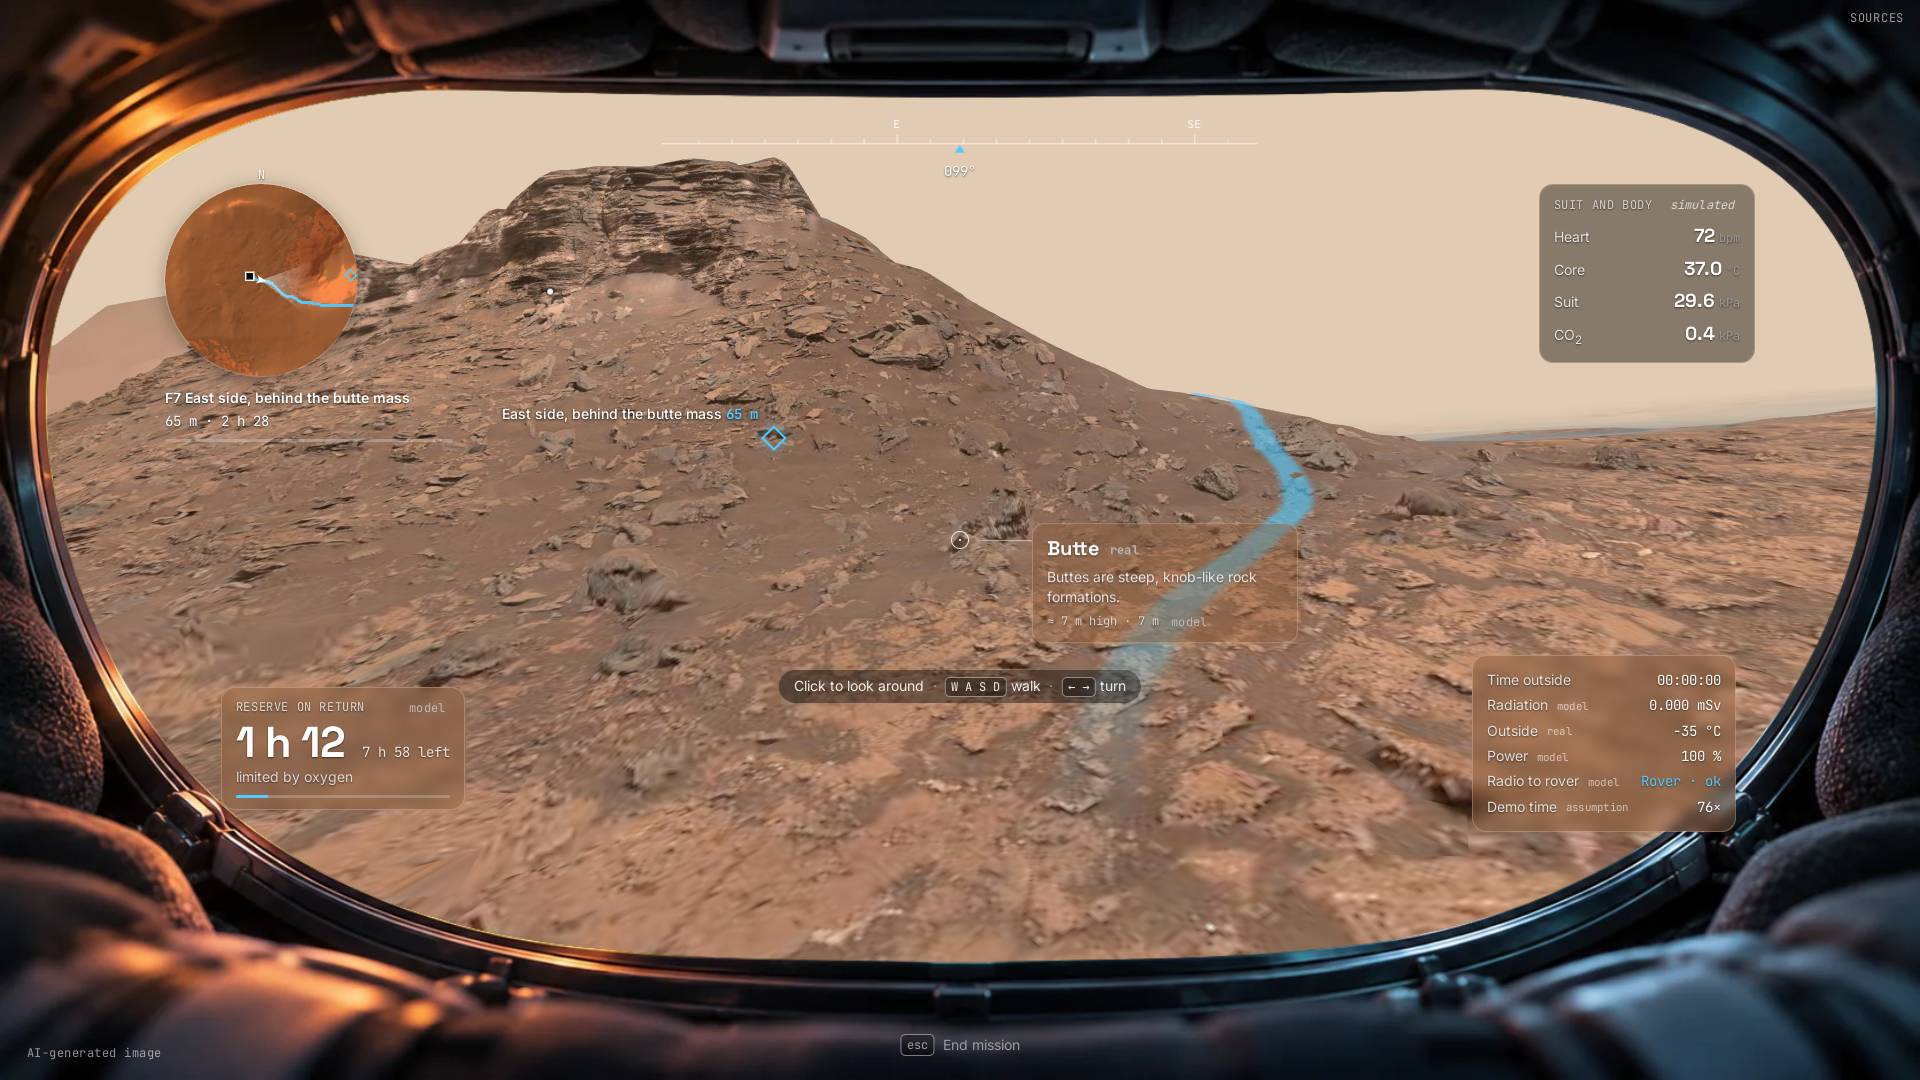 SOURCES
E
SE
099°
N
SUIT AND BODY simulated
Heart 72 bpm
Core 37.0 °C
Suit 29.6 kPa
CO2 0.4 kPa
F7 East side, behind the butte mass
65 m · 2 h 28
East side, behind the butte mass 65 m
Butte real
Buttes are steep, knob-like rock
formations.
≈ 7 m high · 7 m model
Click to look around · W A S D walk · ← → turn
RESERVE ON RETURN model
1 h 12 7 h 58 left
limited by oxygen
Time outside 00:00:00
Radiation model 0.000 mSv
Outside real -35 °C
Power model 100 %
Radio to rover model Rover · ok
Demo time assumption 76×
esc End mission
AI-generated image